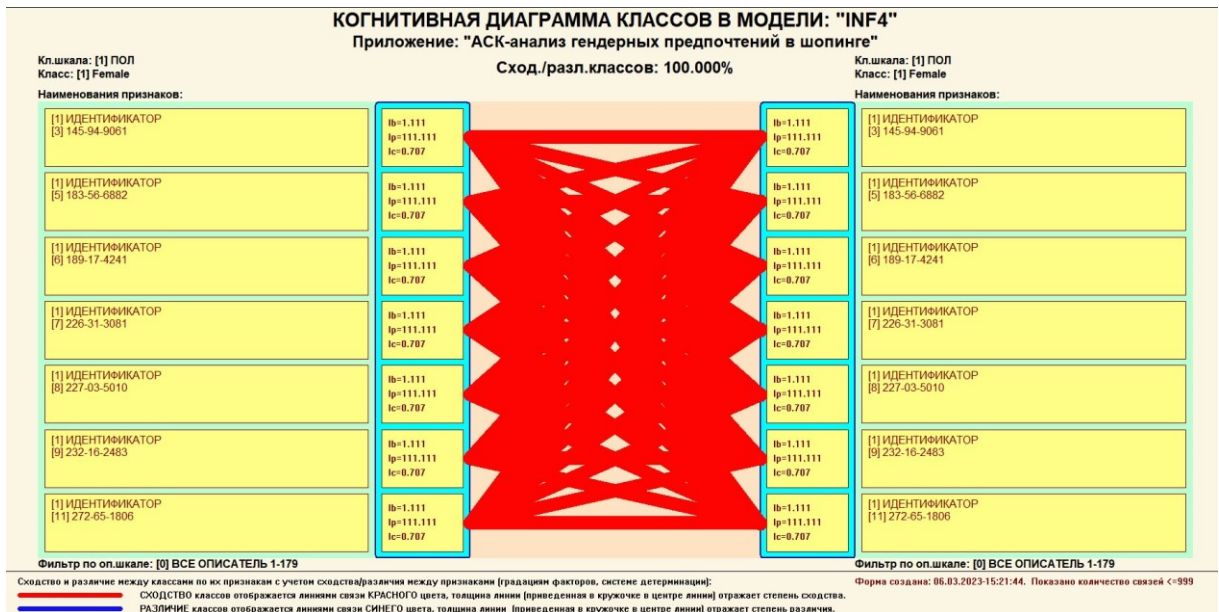 КОГНИТИВНАЯ ДИАГРАММА КЛАССОВ В МОДЕЛИ: "INF4"
Приложение: "АСК-анализ гендерных предпочтений в шопинге"
Кл.шкала: [1] ПОЛ
Класс: [1] Female
Сход./разл.классов: 100.000%
Кл.шкала: [1] ПОЛ
Класс: [1] Female
Наименования признаков:
Наименования признаков:
[1] ИДЕНТИФИКАТОР
[3] 145-94-9061
Ib=1.111
Ip=111.111
Ic=0.707
Ib=1.111
Ip=111.111
Ic=0.707
[1] ИДЕНТИФИКАТОР
[3] 145-94-9061
[1] ИДЕНТИФИКАТОР
[5] 183-56-6882
Ib=1.111
Ip=111.111
Ic=0.707
Ib=1.111
Ip=111.111
Ic=0.707
[1] ИДЕНТИФИКАТОР
[5] 183-56-6882
[1] ИДЕНТИФИКАТОР
[6] 189-17-4241
Ib=1.111
Ip=111.111
Ic=0.707
Ib=1.111
Ip=111.111
Ic=0.707
[1] ИДЕНТИФИКАТОР
[6] 189-17-4241
[1] ИДЕНТИФИКАТОР
[7] 226-31-3081
Ib=1.111
Ip=111.111
Ic=0.707
Ib=1.111
Ip=111.111
Ic=0.707
[1] ИДЕНТИФИКАТОР
[7] 226-31-3081
[1] ИДЕНТИФИКАТОР
[8] 227-03-5010
Ib=1.111
Ip=111.111
Ic=0.707
Ib=1.111
Ip=111.111
Ic=0.707
[1] ИДЕНТИФИКАТОР
[8] 227-03-5010
[1] ИДЕНТИФИКАТОР
[9] 232-16-2483
Ib=1.111
Ip=111.111
Ic=0.707
Ib=1.111
Ip=111.111
Ic=0.707
[1] ИДЕНТИФИКАТОР
[9] 232-16-2483
[1] ИДЕНТИФИКАТОР
[11] 272-65-1806
Ib=1.111
Ip=111.111
Ic=0.707
Ib=1.111
Ip=111.111
Ic=0.707
[1] ИДЕНТИФИКАТОР
[11] 272-65-1806
Фильтр по оп.шкале: [0] ВСЕ ОПИСАТЕЛЬ 1-179
Фильтр по оп.шкале: [0] ВСЕ ОПИСАТЕЛЬ 1-179
Сходство и различие между классами по их признакам с учетом сходства/различия между признаками (градациям факторов, системе детерминации):
Форма создана: 06.03.2023-15:21:44. Показано количество связей <=999
СХОДСТВО классов отображается линиями связи КРАСНОГО цвета, толщина линии (приведенная в кружочке в центре линии) отражает степень сходства.
РАЗЛИЧИЕ классов отображается линиями связи СИНЕГО цвета, толщина линии (приведенная в кружочке в центре линии) отражает степень различия.